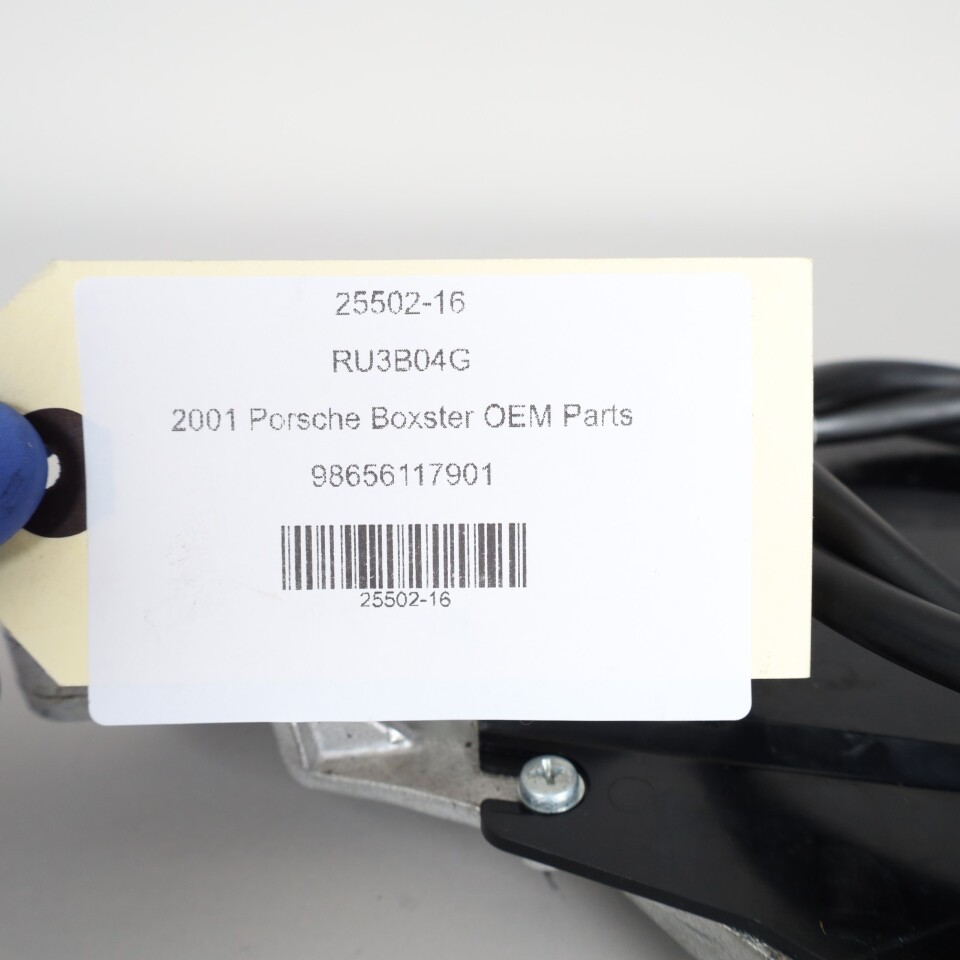 25502-16
RU3B04G
2001 Porsche Boxster OEM Parts
98656117901
25502-16